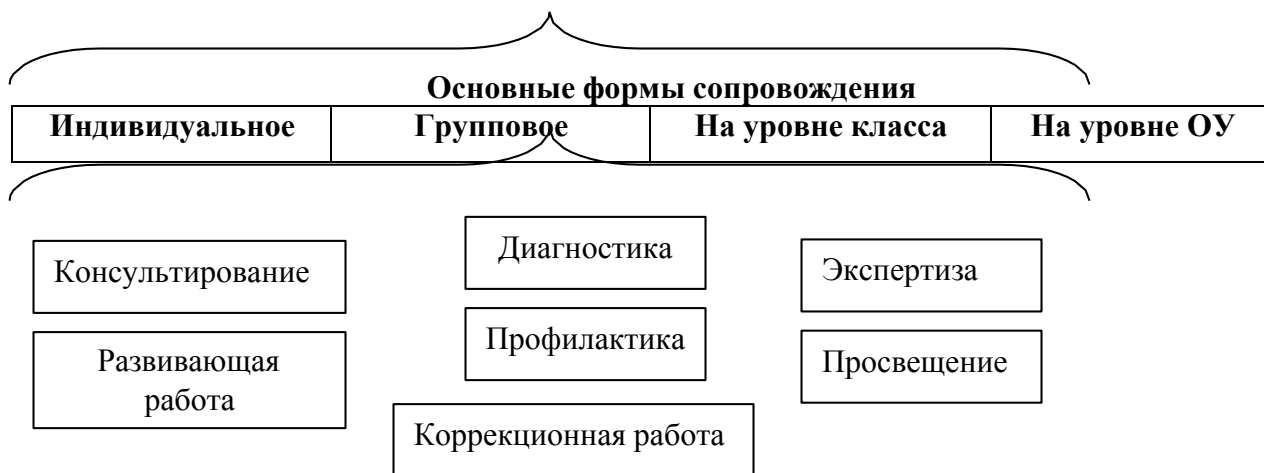 Основные формы сопровождения
Индивидуальное Групповое На уровне класса На уровне ОУ
Консультирование
Диагностика
Экспертиза
Развивающая
работа
Профилактика
Просвещение
Коррекционная работа